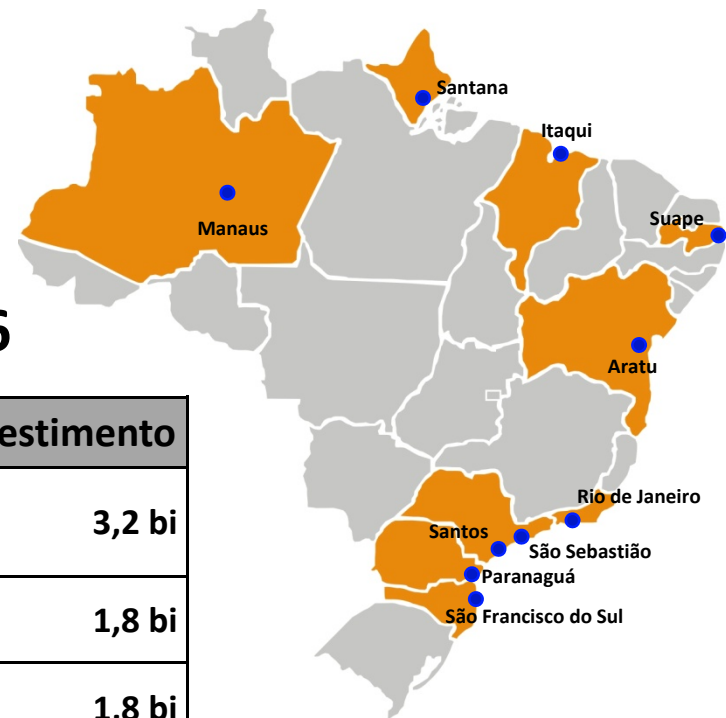 Santana
Itaqui
Suape
Manaus
Aratu
Rio de Janeiro
Santos
São Sebastião
Paranaguá
São Francisco do Sul
estimento
3,2 bi
1,8 bi
1,8 bi